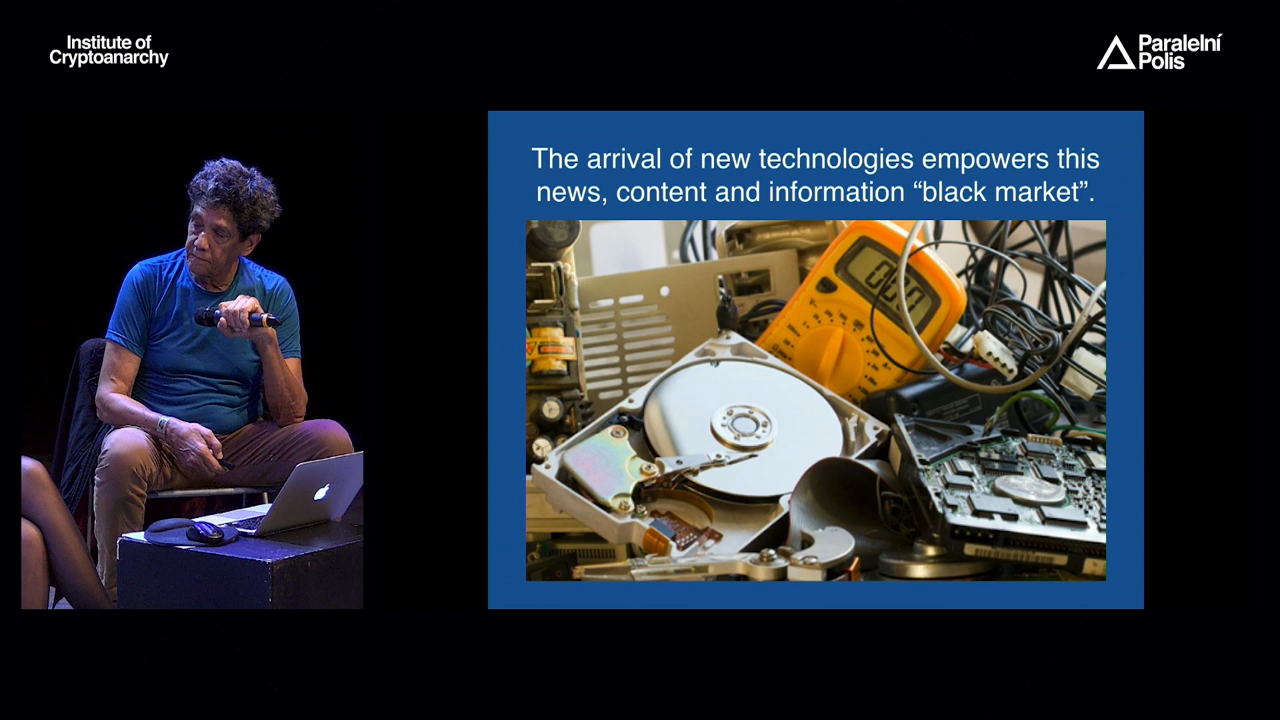 Institute of
Cryptoanarchy
Paralelní
Polis
The arrival of new technologies empowers this
news, content and information “black market”.